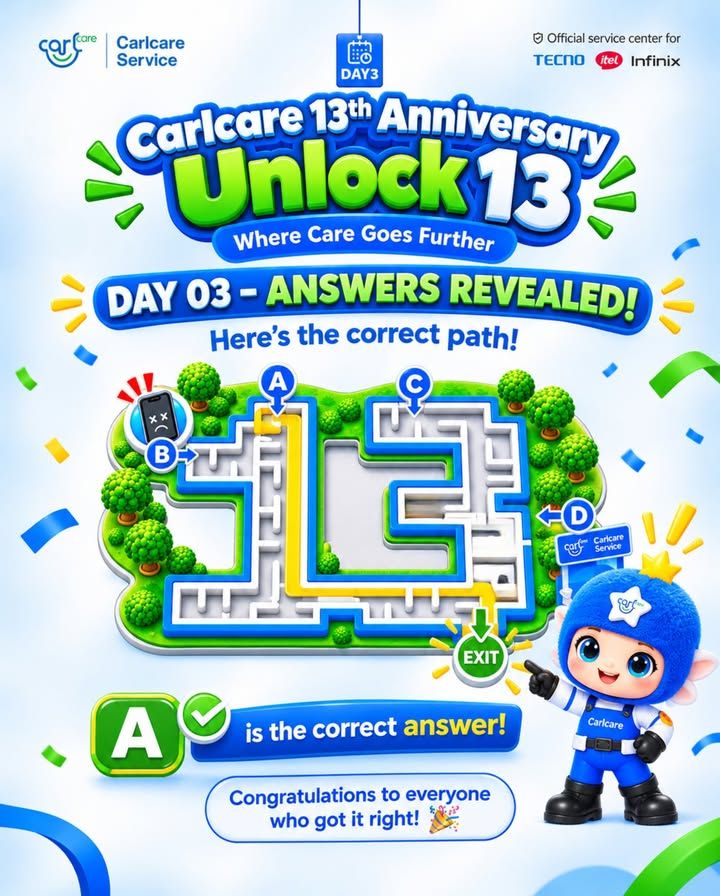 carlcare
Carlcare
Service
DAY3
Official service center for
TECNO itel Infinix
Carlcare 13th Anniversary
Unlock 13
Where Care Goes Further
DAY 03 – ANSWERS REVEALED!
Here's the correct path!
A
C
B
D
carlcare Carlcare
Service
EXIT
A is the correct answer!
carlcare
Carlcare
Congratulations to everyone
who got it right!